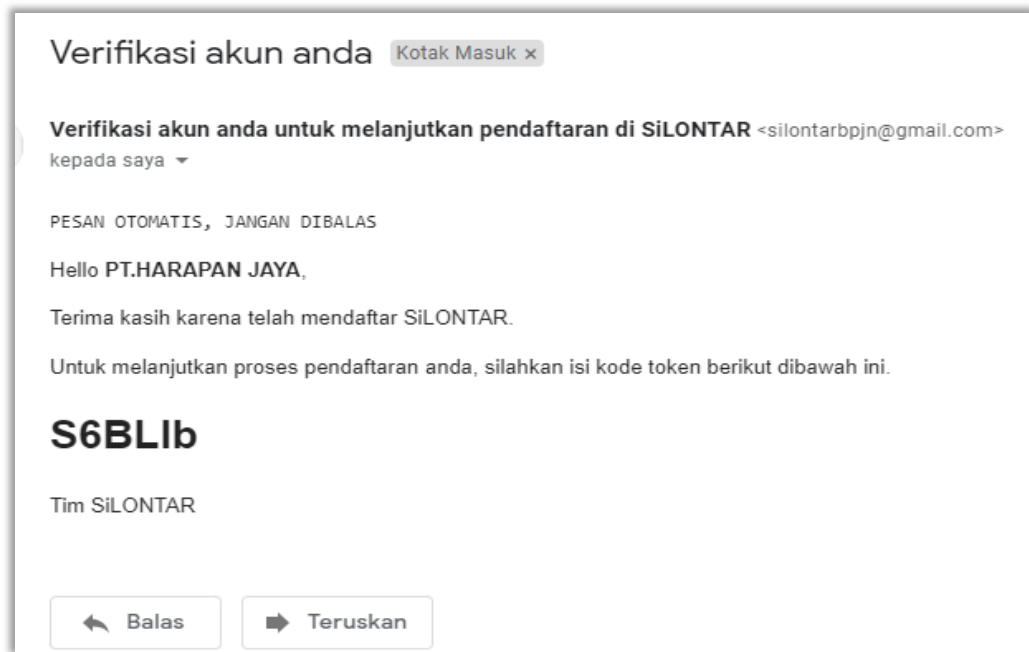 Verifikasi akun anda Kotak Masuk ×
Verifikasi akun anda untuk melanjutkan pendaftaran di SiLONTAR <silontarbpjn@gmail.com>
kepada saya
PESAN OTOMATIS, JANGAN DIBALAS
Hello PT.HARAPAN JAYA,
Terima kasih karena telah mendaftar SiLONTAR.
Untuk melanjutkan proses pendaftaran anda, silahkan isi kode token berikut dibawah ini.
S6BLIb
Tim SiLONTAR
Balas Teruskan